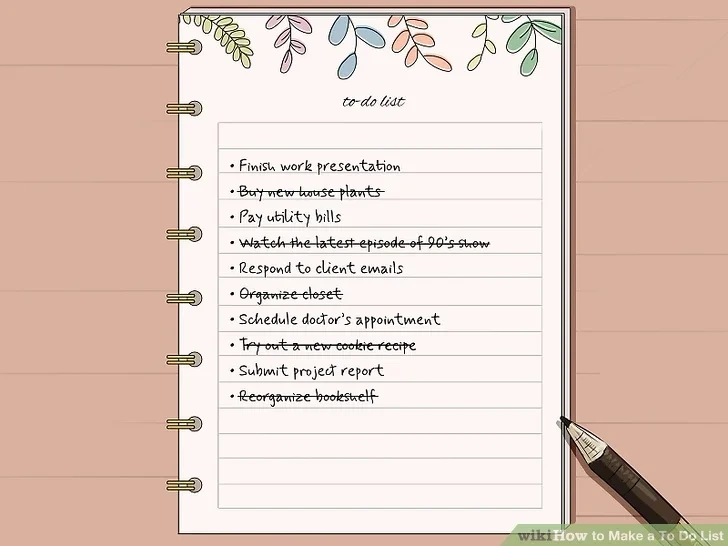 to-do list
• Finish work presentation
• Buy new house plants
• Pay utility bills
• Watch the latest episode of 90's show
• Respond to client emails
• Organize closet
• Schedule doctor's appointment
• Try out a new cookie recipe
• Submit project report
• Reorganize bookshelf
wikiHow to Make a To Do List